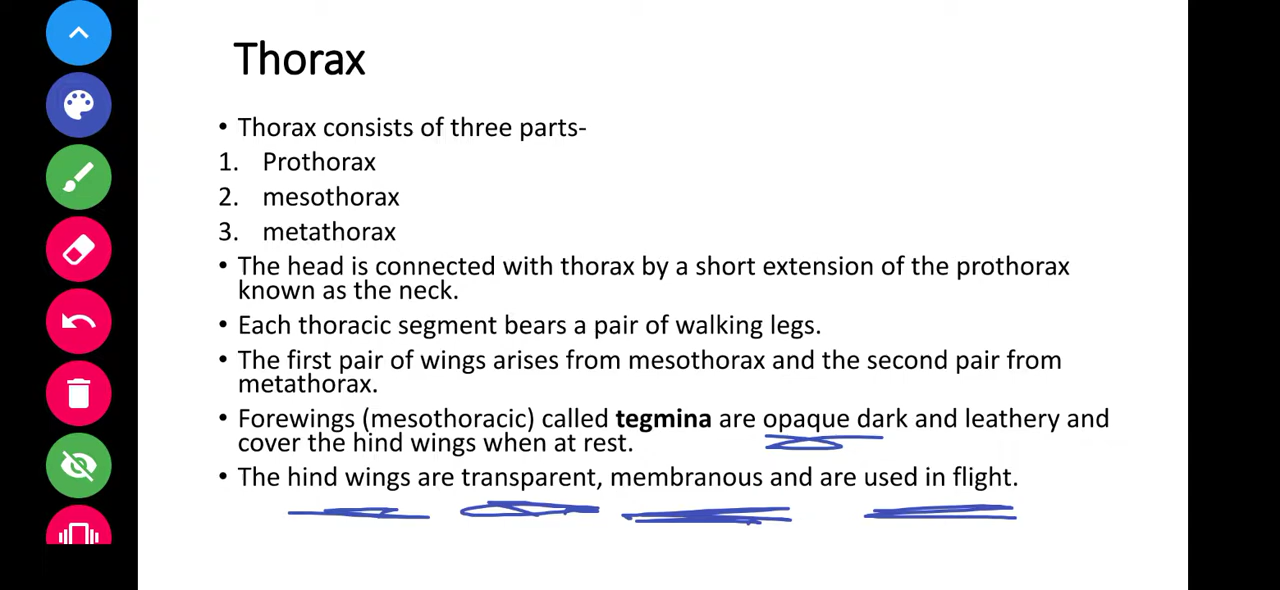 Thorax
• Thorax consists of three parts-
1. Prothorax
2. mesothorax
3. metathorax
• The head is connected with thorax by a short extension of the prothorax
known as the neck.
• Each thoracic segment bears a pair of walking legs.
• The first pair of wings arises from mesothorax and the second pair from
metathorax.
• Forewings (mesothoracic) called tegmina are opaque dark and leathery and
cover the hind wings when at rest.
• The hind wings are transparent, membranous and are used in flight.